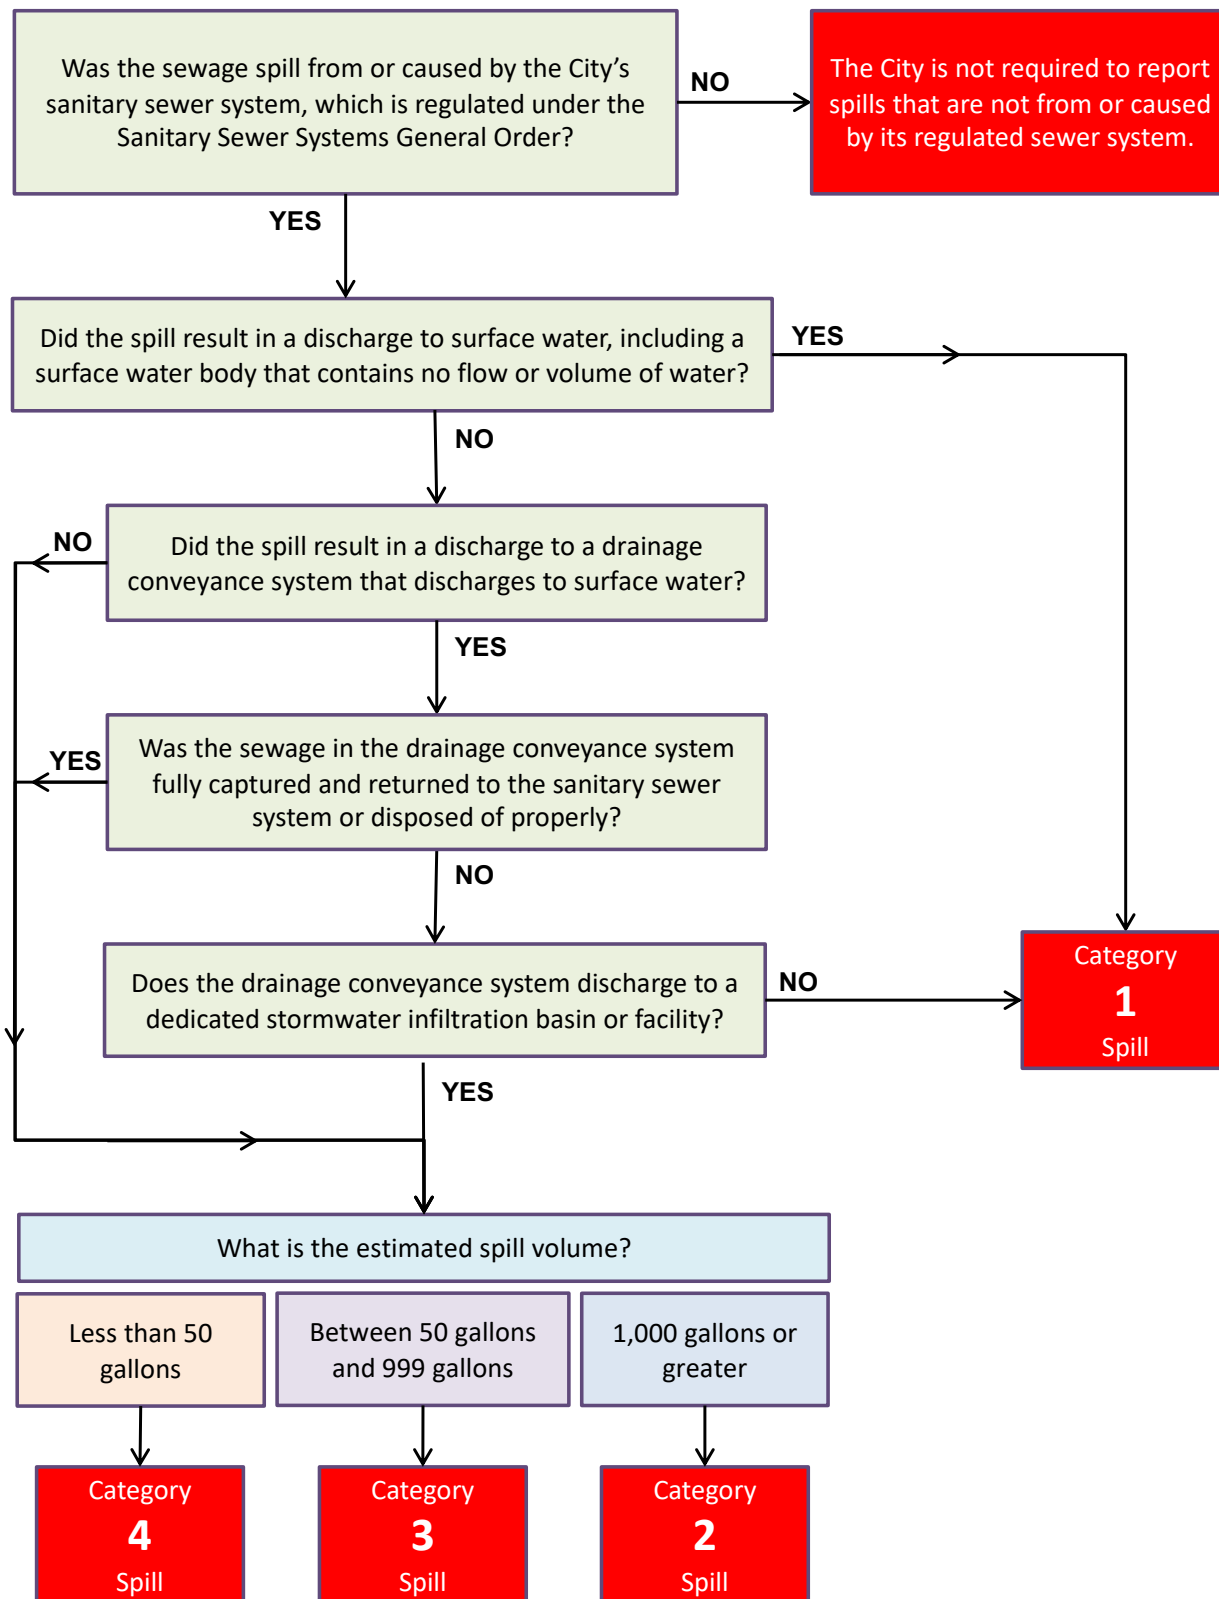 Was the sewage spill from or caused by the City’s
sanitary sewer system, which is regulated under the
Sanitary Sewer Systems General Order?
NO
The City is not required to report
spills that are not from or caused
by its regulated sewer system.
YES
Did the spill result in a discharge to surface water, including a
surface water body that contains no flow or volume of water?
YES
NO
Did the spill result in a discharge to a drainage
conveyance system that discharges to surface water?
NO
YES
Was the sewage in the drainage conveyance system
fully captured and returned to the sanitary sewer
system or disposed of properly?
YES
NO
Does the drainage conveyance system discharge to a
dedicated stormwater infiltration basin or facility?
NO
Category
1
Spill
YES
What is the estimated spill volume?
Less than 50
gallons
Between 50 gallons
and 999 gallons
1,000 gallons or
greater
Category
4
Spill
Category
3
Spill
Category
2
Spill